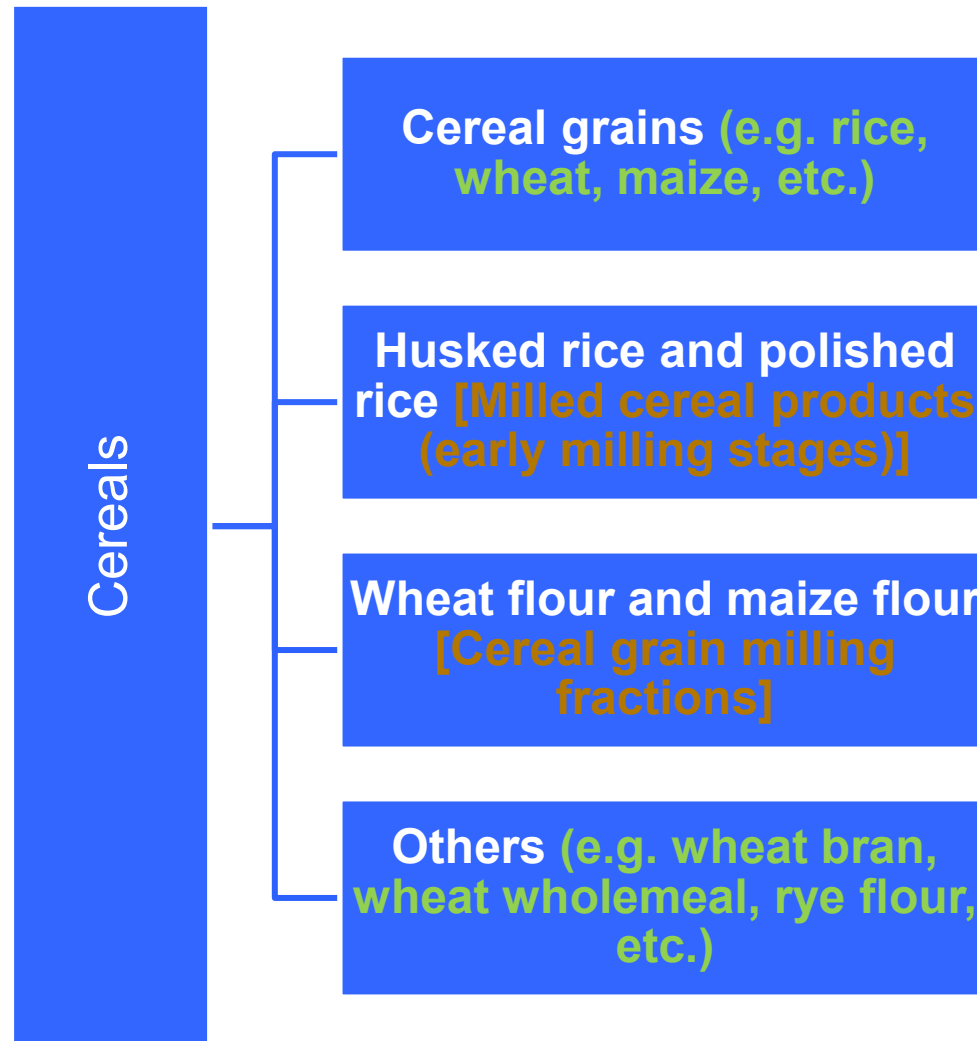 Cereals
Cereal grains (e.g. rice,
wheat, maize, etc.)
Husked rice and polished
rice [Milled cereal products
(early milling stages)]
Wheat flour and maize flour
[Cereal grain milling
fractions]
Others (e.g. wheat bran,
wheat wholemeal, rye flour,
etc.)